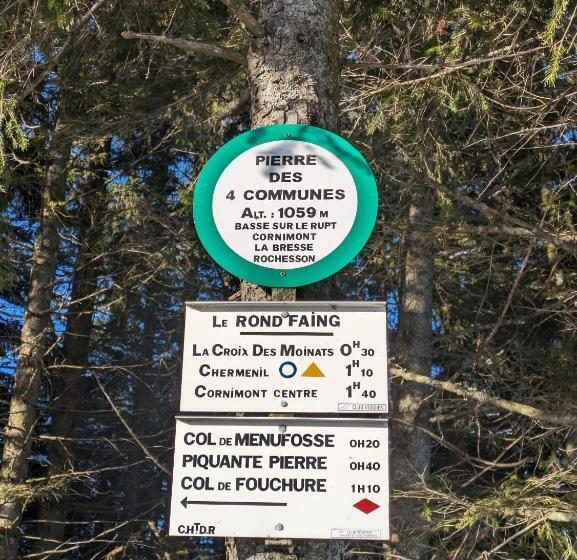 PIERRE
DES
4 COMMUNES
ALT. : 1059 M
BASSE SUR LE RUPT
CORNIMONT
LA BRESSE
ROCHESSON
LE ROND FAING
LA CROIX DES MOINATS 0H30
CHERMENIL 1H10
CORNIMONT CENTRE 1H40
CLUB VOSGIEN
COL DE MENUFOSSE 0H20
PIQUANTE PIERRE 0H40
COL DE FOUCHURE 1H10
C.H.T.D.R